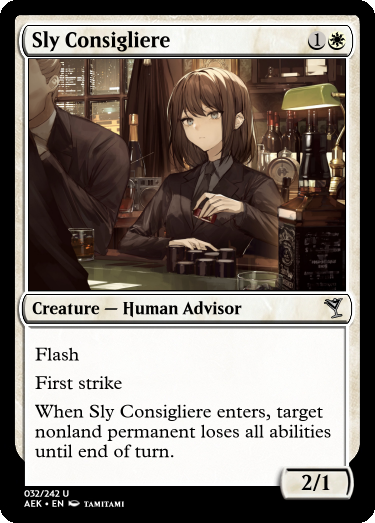 Sly Consigliere 1
Creature — Human Advisor
Flash
First strike
When Sly Consigliere enters, target
nonland permanent loses all abilities
until end of turn.
2/1
032/242 U
AEK • EN TAMITAMI